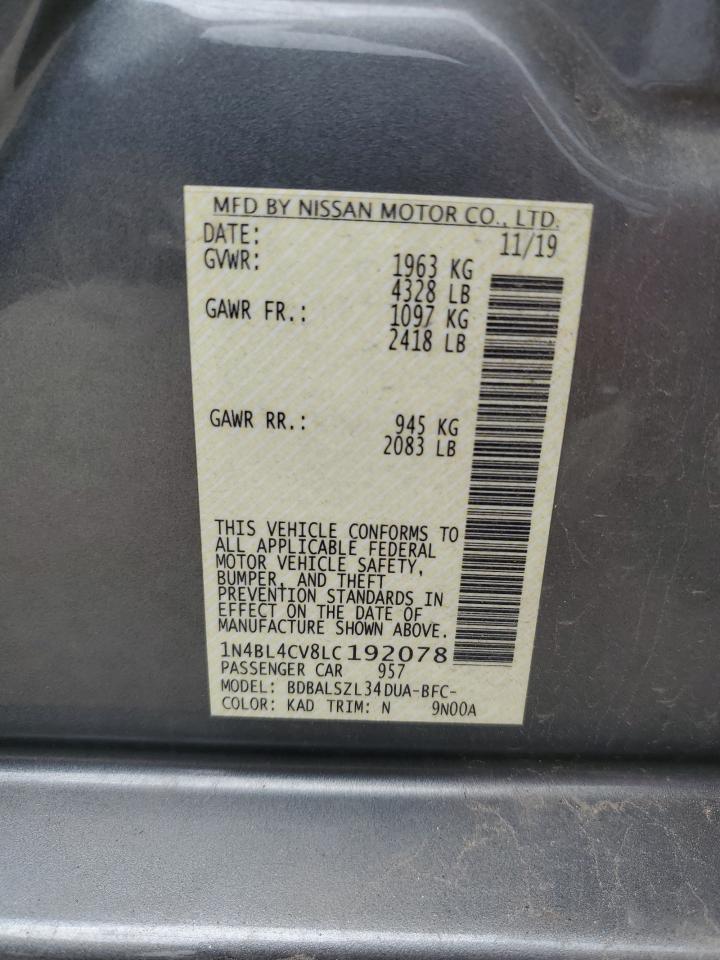 MFD BY NISSAN MOTOR CO., LTD.
DATE: 11/19
GVWR: 1963 KG
4328 LB
GAWR FR.: 1097 KG
2418 LB
GAWR RR.: 945 KG
2083 LB
THIS VEHICLE CONFORMS TO
ALL APPLICABLE FEDERAL
MOTOR VEHICLE SAFETY,
BUMPER, AND THEFT
PREVENTION STANDARDS IN
EFFECT ON THE DATE OF
MANUFACTURE SHOWN ABOVE.
1N4BL4CV8LC192078
PASSENGER CAR 957
MODEL: BDBALSZL34DUA-BFC-
COLOR: KAD TRIM: N 9N00A